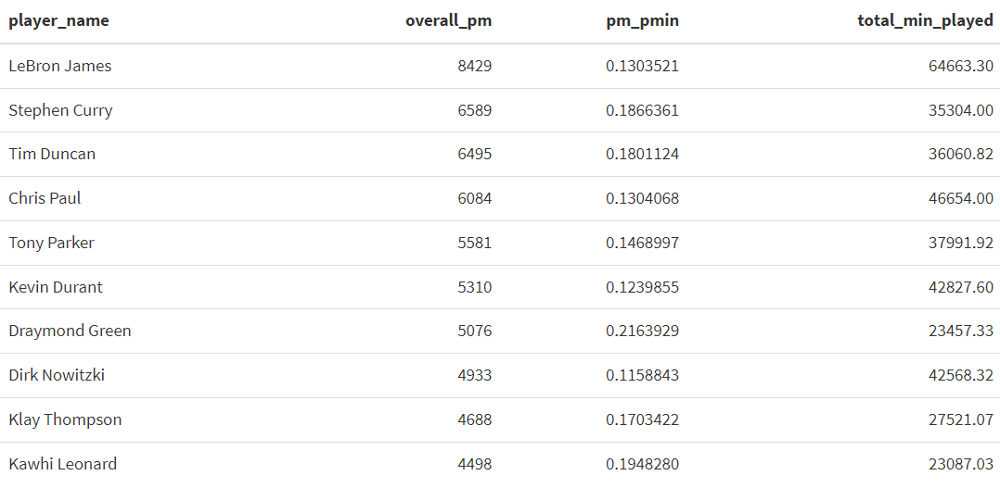 player_name overall_pm pm_pmin total_min_played
LeBron James 8429 0.1303521 64663.30
Stephen Curry 6589 0.1866361 35304.00
Tim Duncan 6495 0.1801124 36060.82
Chris Paul 6084 0.1304068 46654.00
Tony Parker 5581 0.1468997 37991.92
Kevin Durant 5310 0.1239855 42827.60
Draymond Green 5076 0.2163929 23457.33
Dirk Nowitzki 4933 0.1158843 42568.32
Klay Thompson 4688 0.1703422 27521.07
Kawhi Leonard 4498 0.1948280 23087.03